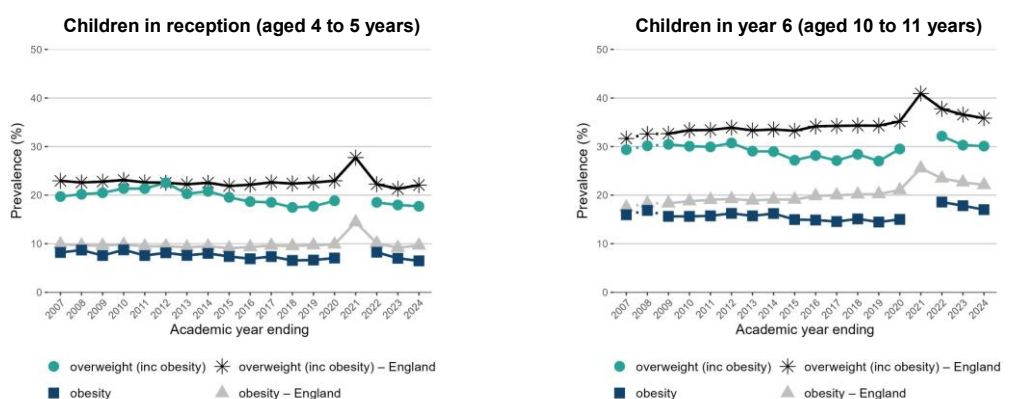 Children in reception (aged 4 to 5 years)
50
40
30
20
10
0
Prevalence (%)
2007 2008 2009 2010 2011 2012 2013 2014 2015 2016 2017 2018 2019 2020 2021 2022 2023 2024
Academic year ending
overweight (inc obesity) overweight (inc obesity) – England
obesity obesity – England
Children in year 6 (aged 10 to 11 years)
50
40
30
20
10
0
Prevalence (%)
2007 2008 2009 2010 2011 2012 2013 2014 2015 2016 2017 2018 2019 2020 2021 2022 2023 2024
Academic year ending
overweight (inc obesity) overweight (inc obesity) – England
obesity obesity – England